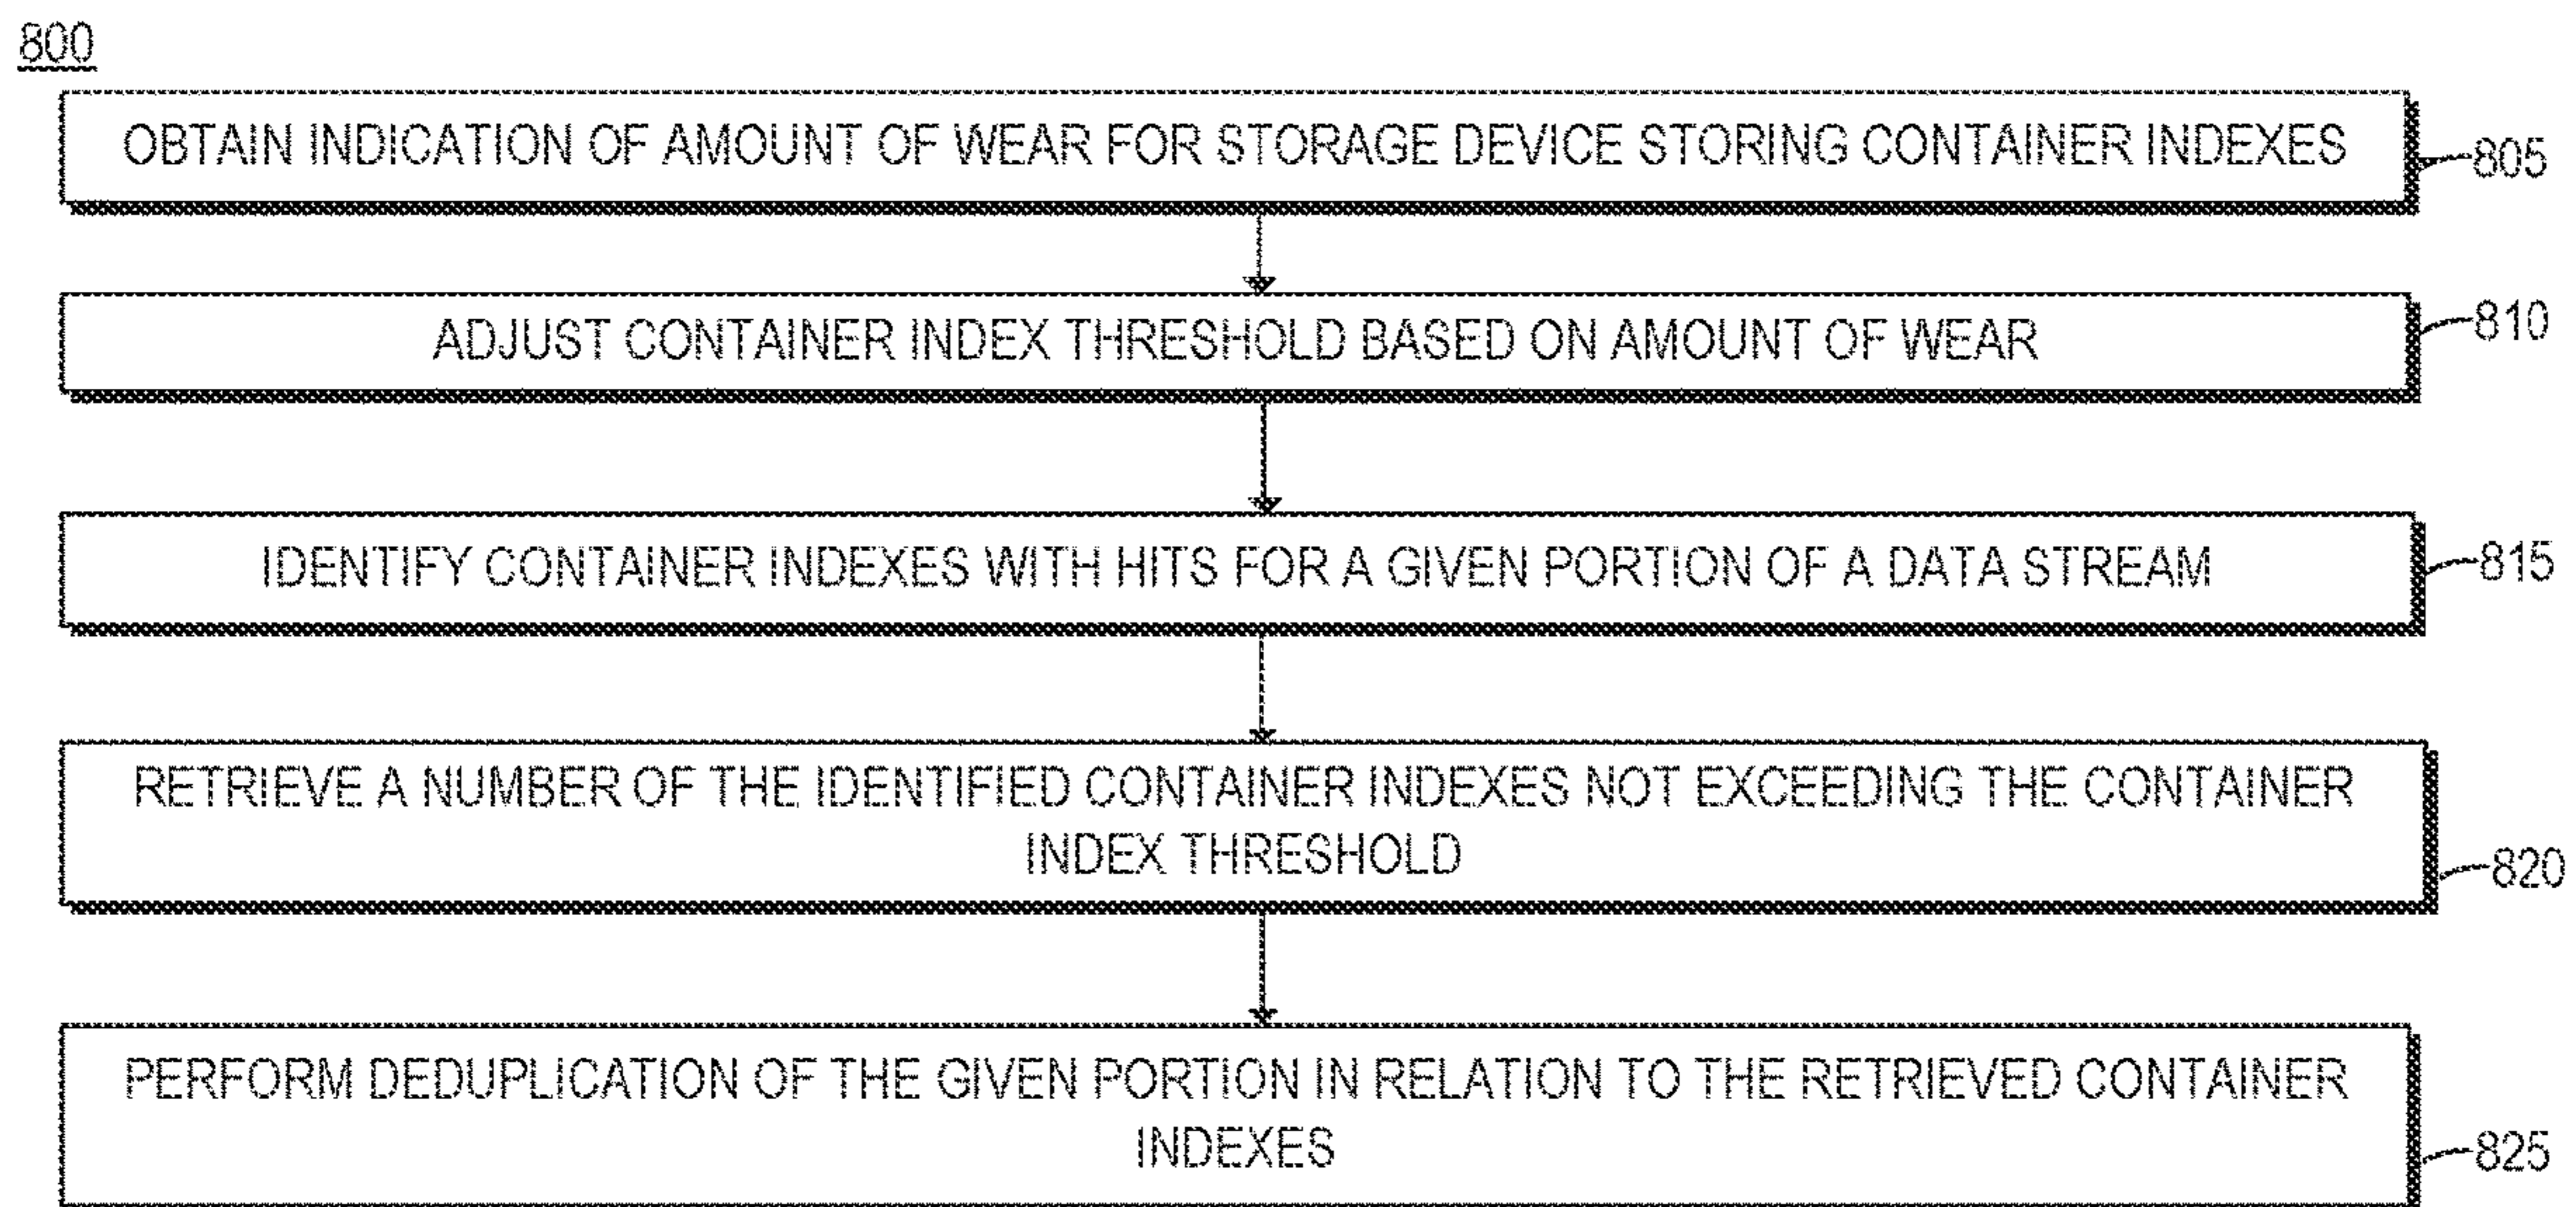 800
OBTAIN INDICATION OF AMOUNT OF WEAR FOR STORAGE DEVICE STORING CONTAINER INDEXES
805
ADJUST CONTAINER INDEX THRESHOLD BASED ON AMOUNT OF WEAR
810
IDENTIFY CONTAINER INDEXES WITH HITS FOR A GIVEN PORTION OF A DATA STREAM
815
RETRIEVE A NUMBER OF THE IDENTIFIED CONTAINER INDEXES NOT EXCEEDING THE CONTAINER
INDEX THRESHOLD
820
PERFORM DEDUPLICATION OF THE GIVEN PORTION IN RELATION TO THE RETRIEVED CONTAINER
INDEXES
825